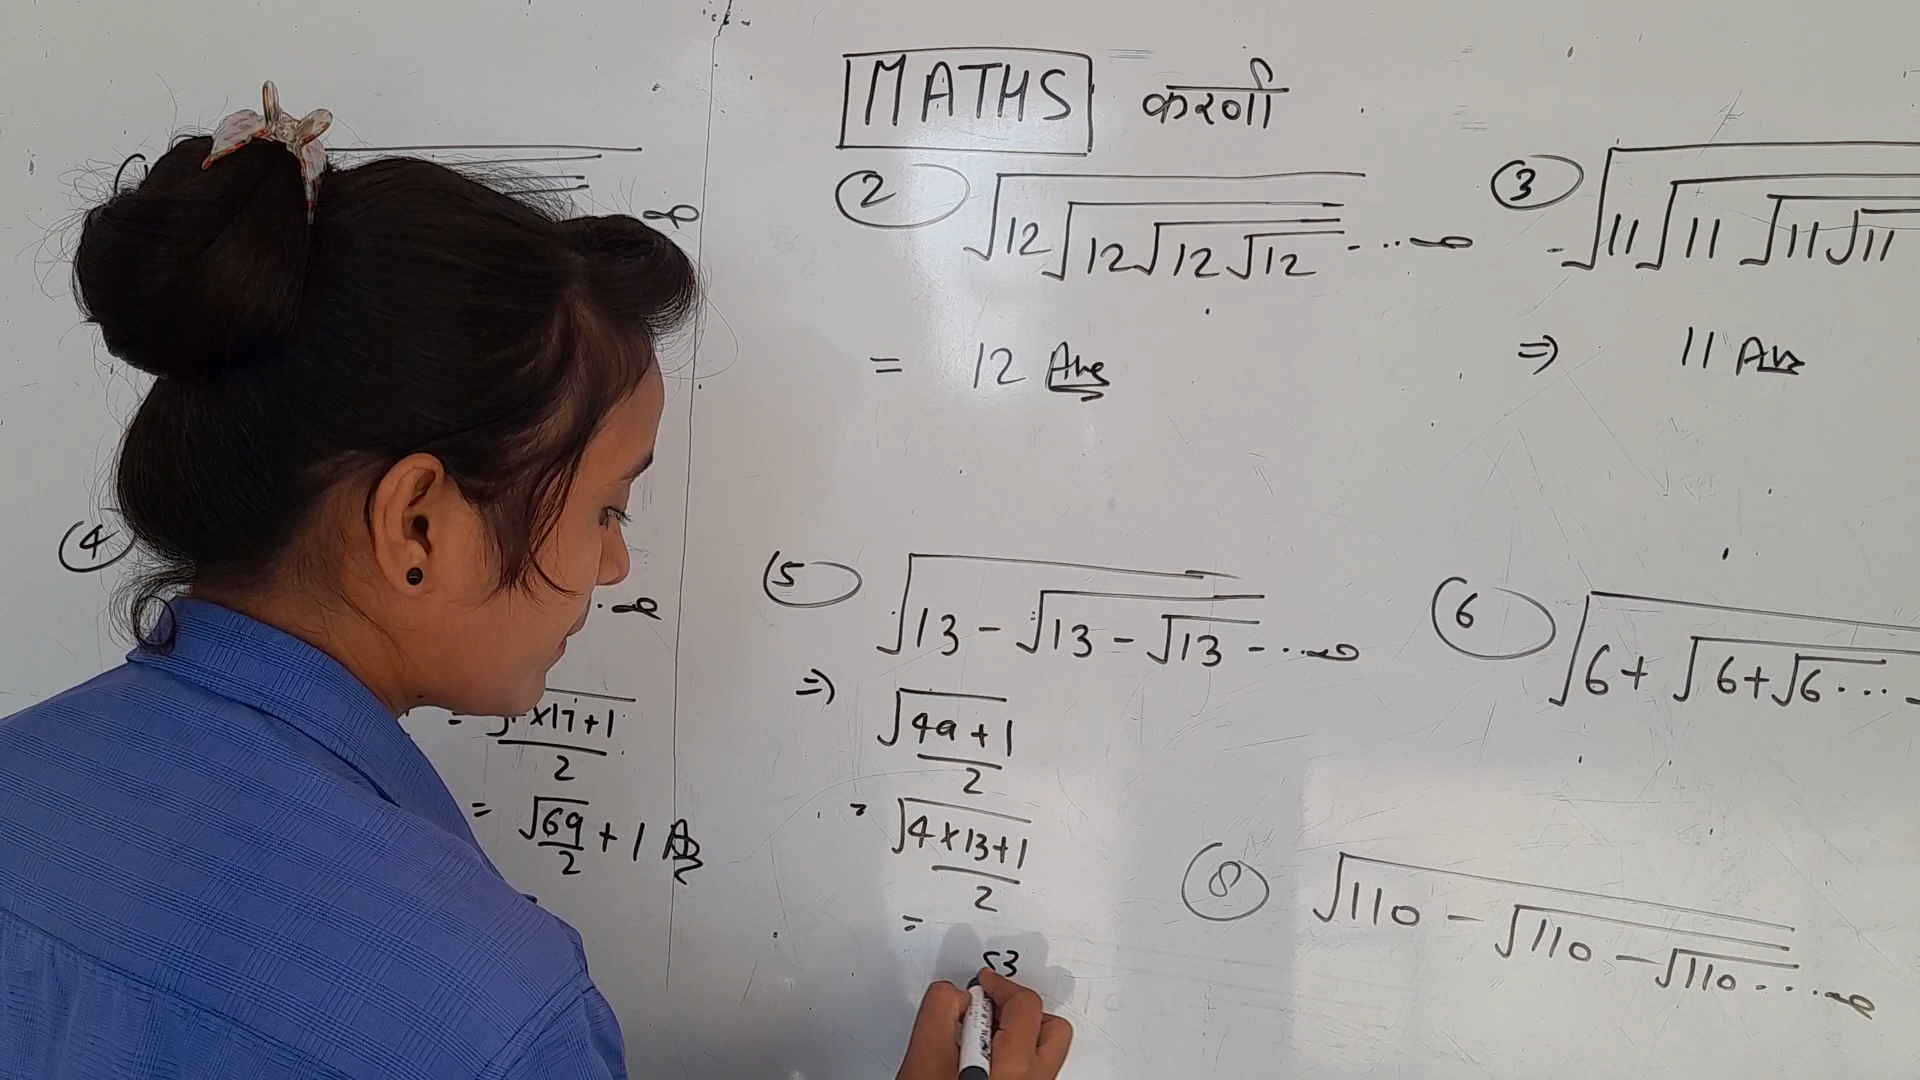 MATHS करणी
② √12√12√12√12 ...∞
= 12 Ans
③ √11√11√11√11
⇒ 11 Ans
④
...∞
×17+1
2
= √69 + 1
2
⑤ √13-√13-√13-...∞
⇒ √4a+1
2
= √4×13+1
2
=
53
⑥ √6+√6+√6...
⑧ √110-√110-√110...∞